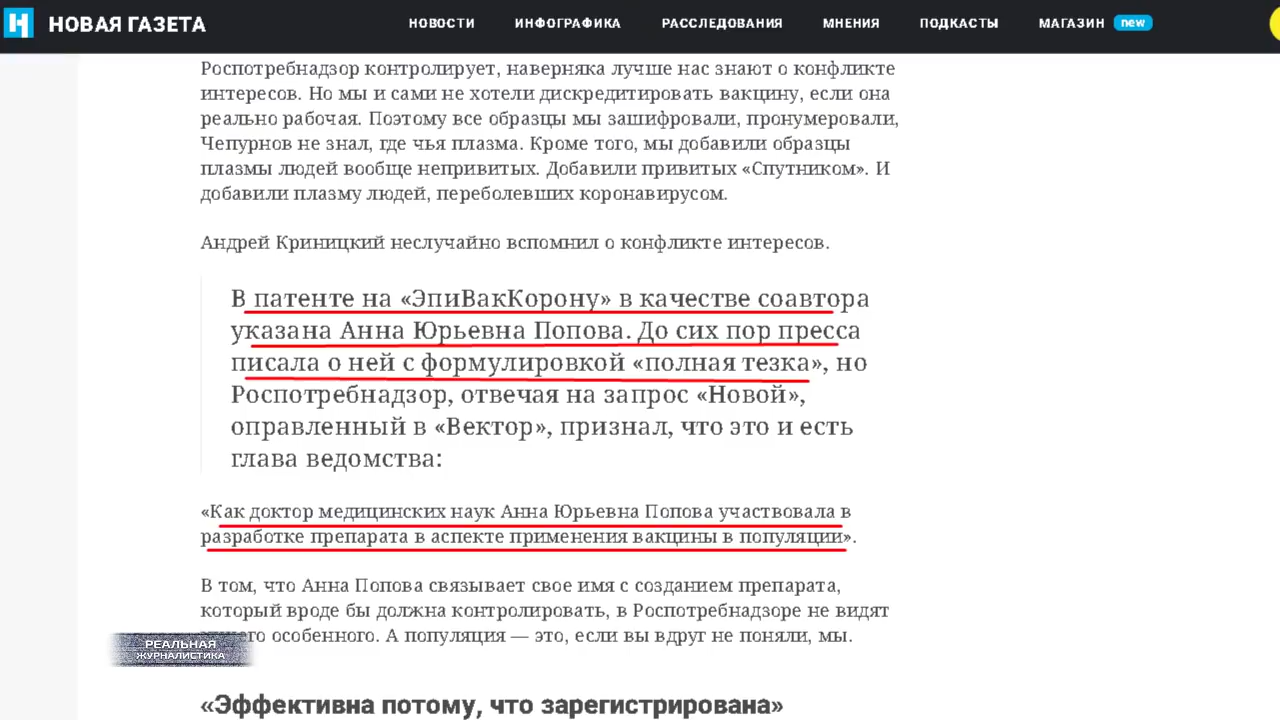 НОВАЯ ГАЗЕТА НОВОСТИ ИНФОГРАФИКА РАССЛЕДОВАНИЯ МНЕНИЯ ПОДКАСТЫ МАГАЗИН new
Роспотребнадзор контролирует, наверняка лучше нас знают о конфликте
интересов. Но мы и сами не хотели дискредитировать вакцину, если она
реально рабочая. Поэтому все образцы мы зашифровали, пронумеровали,
Чепурнов не знал, где чья плазма. Кроме того, мы добавили образцы
плазмы людей вообще непривитых. Добавили привитых «Спутником». И
добавили плазму людей, переболевших коронавирусом.
Андрей Криницкий неслучайно вспомнил о конфликте интересов.
В патенте на «ЭпиВакКорону» в качестве соавтора
указана Анна Юрьевна Попова. До сих пор пресса
писала о ней с формулировкой «полная тезка», но
Роспотребнадзор, отвечая на запрос «Новой»,
оправленный в «Вектор», признал, что это и есть
глава ведомства:
«Как доктор медицинских наук Анна Юрьевна Попова участвовала в
разработке препарата в аспекте применения вакцины в популяции».
В том, что Анна Попова связывает свое имя с созданием препарата,
который вроде бы должна контролировать, в Роспотребнадзоре не видят
особенного. А популяция — это, если вы вдруг не поняли, мы.
РЕАЛЬНАЯ
ЖУРНАЛИСТИКА
«Эффективна потому, что зарегистрирована»